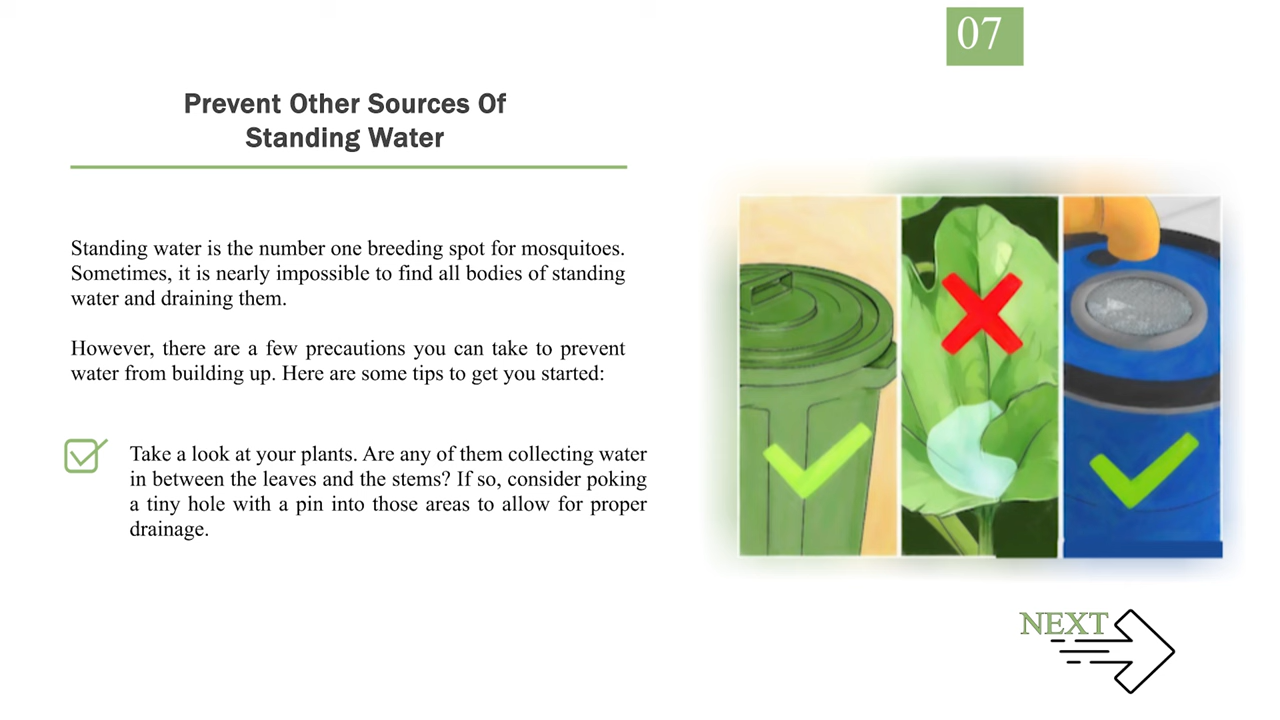 07
Prevent Other Sources Of
Standing Water
Standing water is the number one breeding spot for mosquitoes.
Sometimes, it is nearly impossible to find all bodies of standing
water and draining them.
However, there are a few precautions you can take to prevent
water from building up. Here are some tips to get you started:
Take a look at your plants. Are any of them collecting water
in between the leaves and the stems? If so, consider poking
a tiny hole with a pin into those areas to allow for proper
drainage.
NEXT